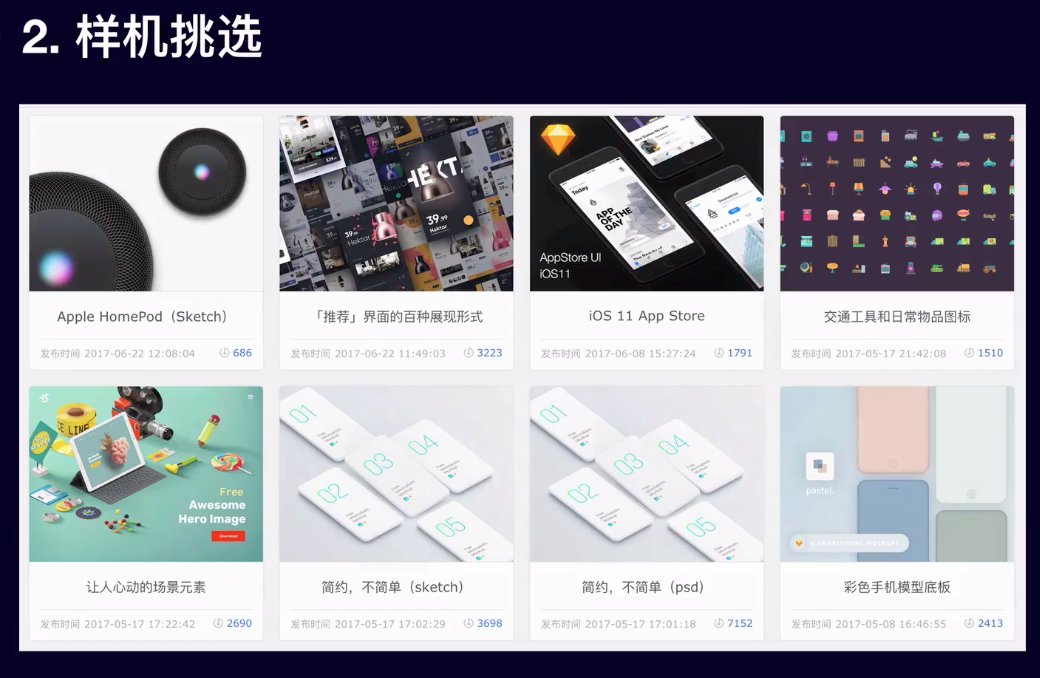 2. 样机挑选
HEKT
HEKT
39.99
Hektar
39.99
Hektar
Today
APP
OF THE
DAY
AppStore UI
iOS11
Apple HomePod（Sketch）
「推荐」界面的百种展现形式
iOS 11 App Store
交通工具和日常物品图标
发布时间 2017-06-22 12:08:04 686
发布时间 2017-06-22 11:49:03 3223
发布时间 2017-06-08 15:27:24 1791
发布时间 2017-05-17 21:42:08 1510
CE LINE
Free
Awesome
Hero Image
Download
01
02
03
04
05
01
02
03
04
05
pastel.
让人心动的场景元素
简约，不简单（sketch）
简约，不简单（psd）
彩色手机模型底板
发布时间 2017-05-17 17:22:42 2690
发布时间 2017-05-17 17:02:29 3698
发布时间 2017-05-17 17:01:18 7152
发布时间 2017-05-08 16:46:55 2413